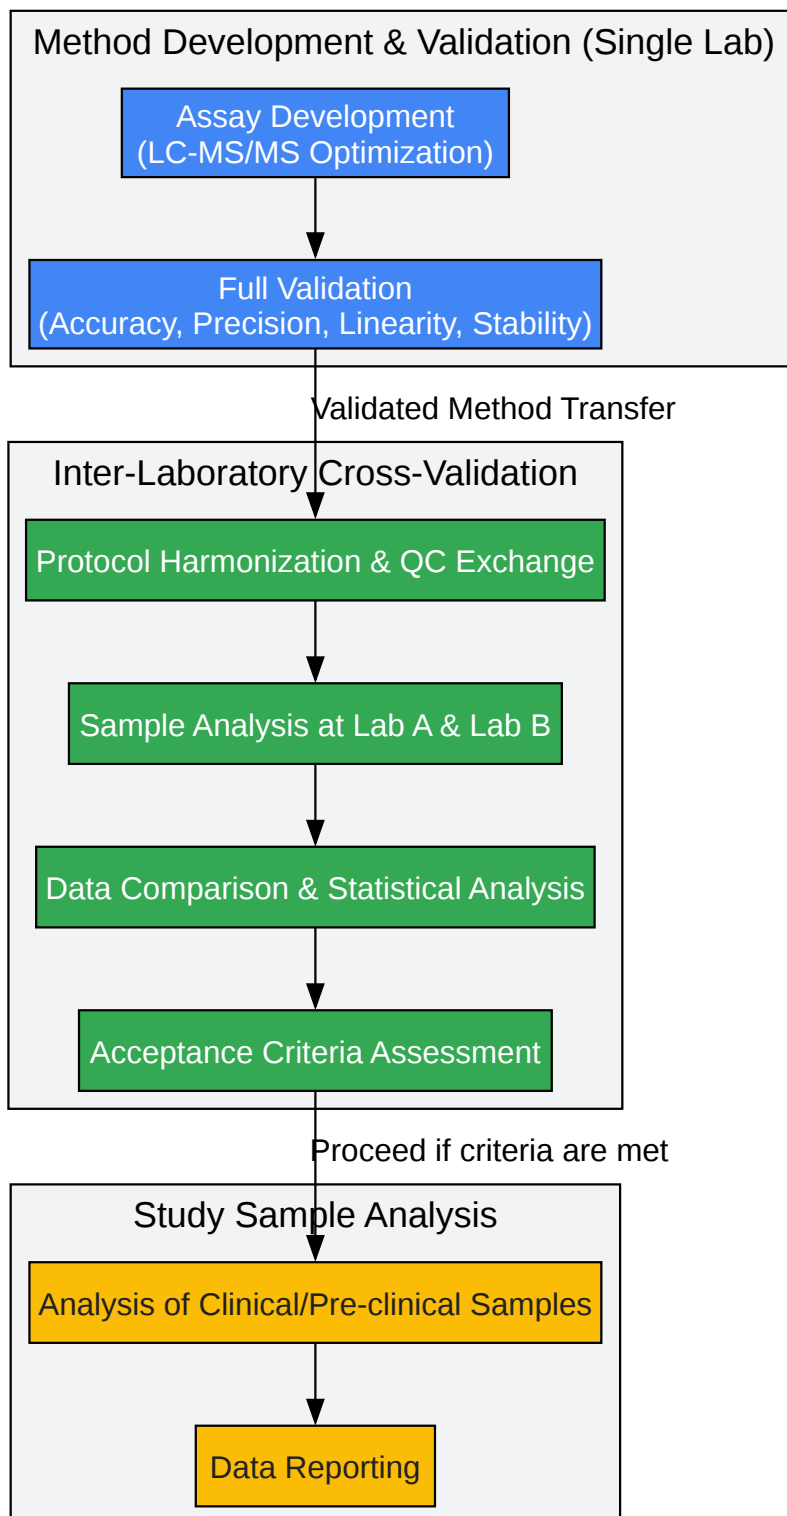 Method Development & Validation (Single Lab)
Assay Development
(LC-MS/MS Optimization)
Full Validation
(Accuracy, Precision, Linearity, Stability)
Validated Method Transfer
Inter-Laboratory Cross-Validation
Protocol Harmonization & QC Exchange
Sample Analysis at Lab A & Lab B
Data Comparison & Statistical Analysis
Acceptance Criteria Assessment
Proceed if criteria are met
Study Sample Analysis
Analysis of Clinical/Pre-clinical Samples
Data Reporting